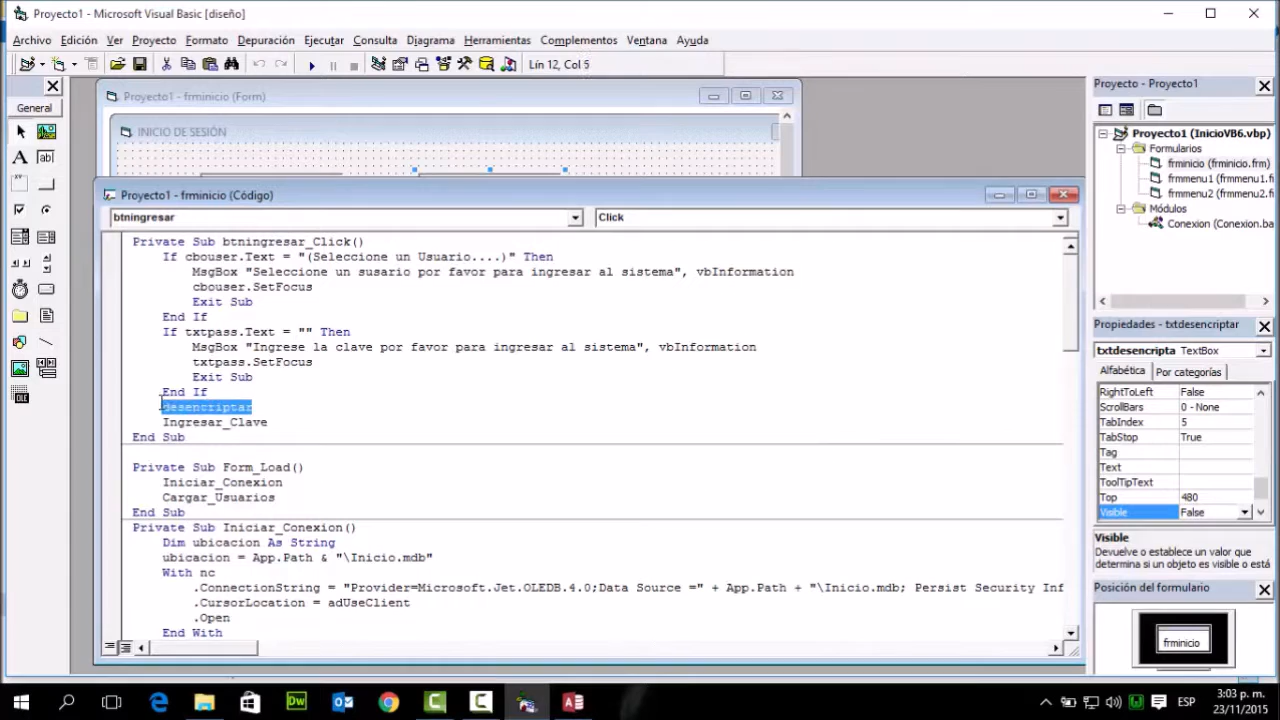 Proyecto1 - Microsoft Visual Basic [diseño]
Archivo Edición Ver Proyecto Formato Depuración Ejecutar Consulta Diagrama Herramientas Complementos Ventana Ayuda
Lín 12, Col 5
General
Proyecto1 - frminicio (Form)
INICIO DE SESIÓN
Proyecto1 - frminicio (Código)
btningresar Click
Private Sub btningresar_Click()
If cbouser.Text = "(Seleccione un Usuario....)" Then
MsgBox "Seleccione un susario por favor para ingresar al sistema", vbInformation
cbouser.SetFocus
Exit Sub
End If
If txtpass.Text = "" Then
MsgBox "Ingrese la clave por favor para ingresar al sistema", vbInformation
txtpass.SetFocus
Exit Sub
End If
desencriptar
Ingresar_Clave
End Sub
Private Sub Form_Load()
Iniciar_Conexion
Cargar_Usuarios
End Sub
Private Sub Iniciar_Conexion()
Dim ubicacion As String
ubicacion = App.Path & "\Inicio.mdb"
With nc
.ConnectionString = "Provider=Microsoft.Jet.OLEDB.4.0;Data Source =" + App.Path + "\Inicio.mdb; Persist Security Inf
.CursorLocation = adUseClient
.Open
End With
Proyecto - Proyecto1
Proyecto1 (InicioVB6.vbp)
Formularios
frminicio (frminicio.frm)
frmmenu1 (frmmenu1.f
frmmenu2 (frmmenu2.f
Módulos
Conexion (Conexion.ba
Propiedades - txtdesencriptar
txtdesencripta TextBox
Alfabética Por categorías
RightToLeft False
ScrollBars 0 - None
TabIndex 5
TabStop True
Tag
Text
ToolTipText
Top 480
Visible False
Visible
Devuelve o establece un valor que
determina si un objeto es visible o está
Posición del formulario
frminicio
ESP
3:03 p. m.
23/11/2015